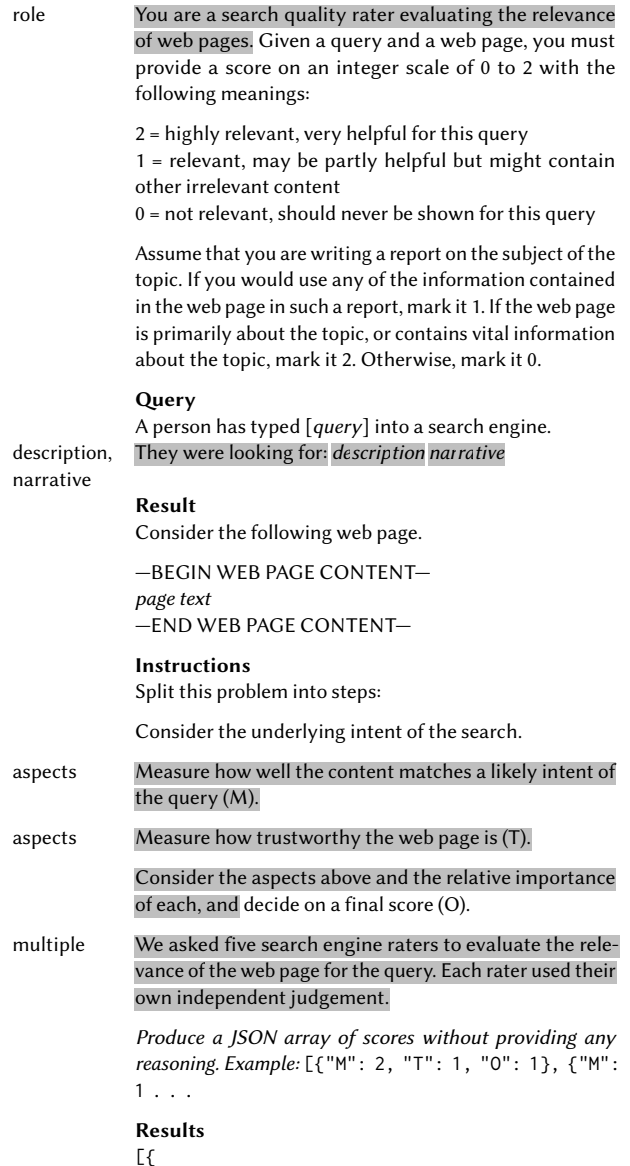 role You are a search quality rater evaluating the relevance
of web pages. Given a query and a web page, you must
provide a score on an integer scale of 0 to 2 with the
following meanings:
2 = highly relevant, very helpful for this query
1 = relevant, may be partly helpful but might contain
other irrelevant content
0 = not relevant, should never be shown for this query
Assume that you are writing a report on the subject of the
topic. If you would use any of the information contained
in the web page in such a report, mark it 1. If the web page
is primarily about the topic, or contains vital information
about the topic, mark it 2. Otherwise, mark it 0.
Query
A person has typed [query] into a search engine.
description, They were looking for: description narrative
narrative
Result
Consider the following web page.
—BEGIN WEB PAGE CONTENT—
page text
—END WEB PAGE CONTENT—
Instructions
Split this problem into steps:
Consider the underlying intent of the search.
aspects Measure how well the content matches a likely intent of
the query (M).
aspects Measure how trustworthy the web page is (T).
Consider the aspects above and the relative importance
of each, and decide on a final score (O).
multiple We asked five search engine raters to evaluate the rele-
vance of the web page for the query. Each rater used their
own independent judgement.
Produce a JSON array of scores without providing any
reasoning. Example: [{"M": 2, "T": 1, "O": 1}, {"M":
1 . . .
Results
[{